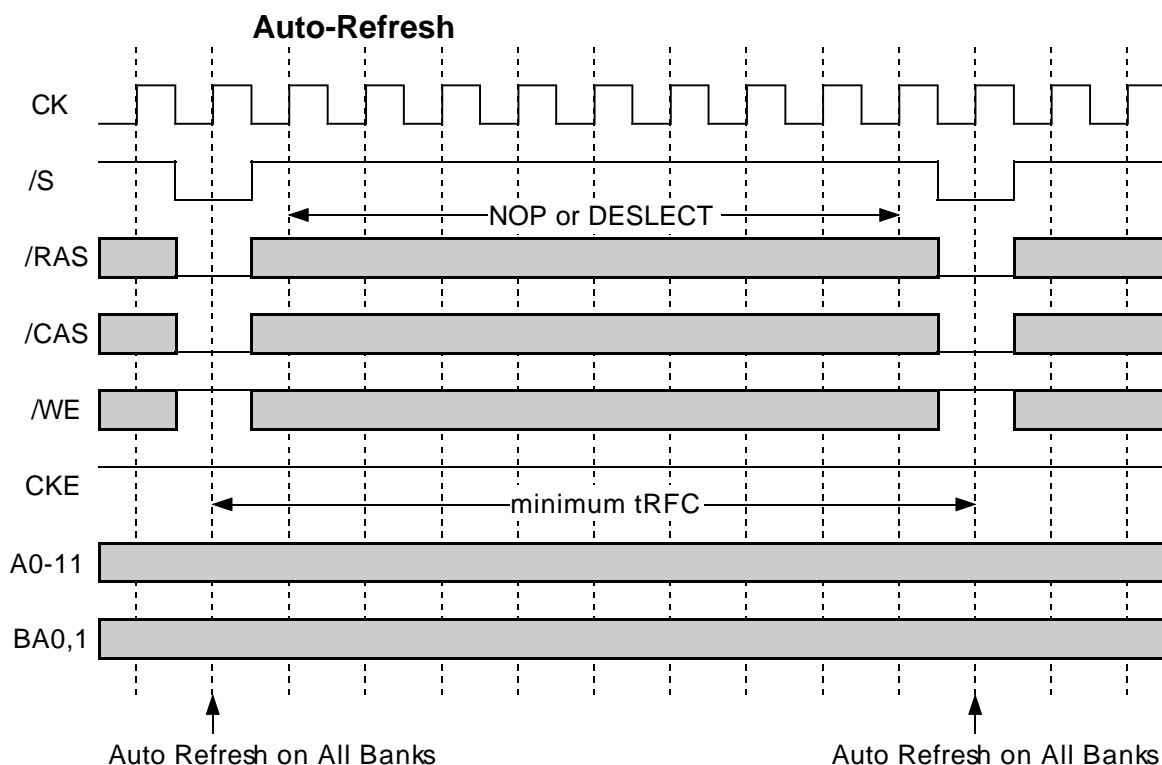 Auto-Refresh
CK
/S
NOP or DESLECT
/RAS
/CAS
/WE
CKE
minimum tRFC
A0-11
BA0,1
Auto Refresh on All Banks
Auto Refresh on All Banks